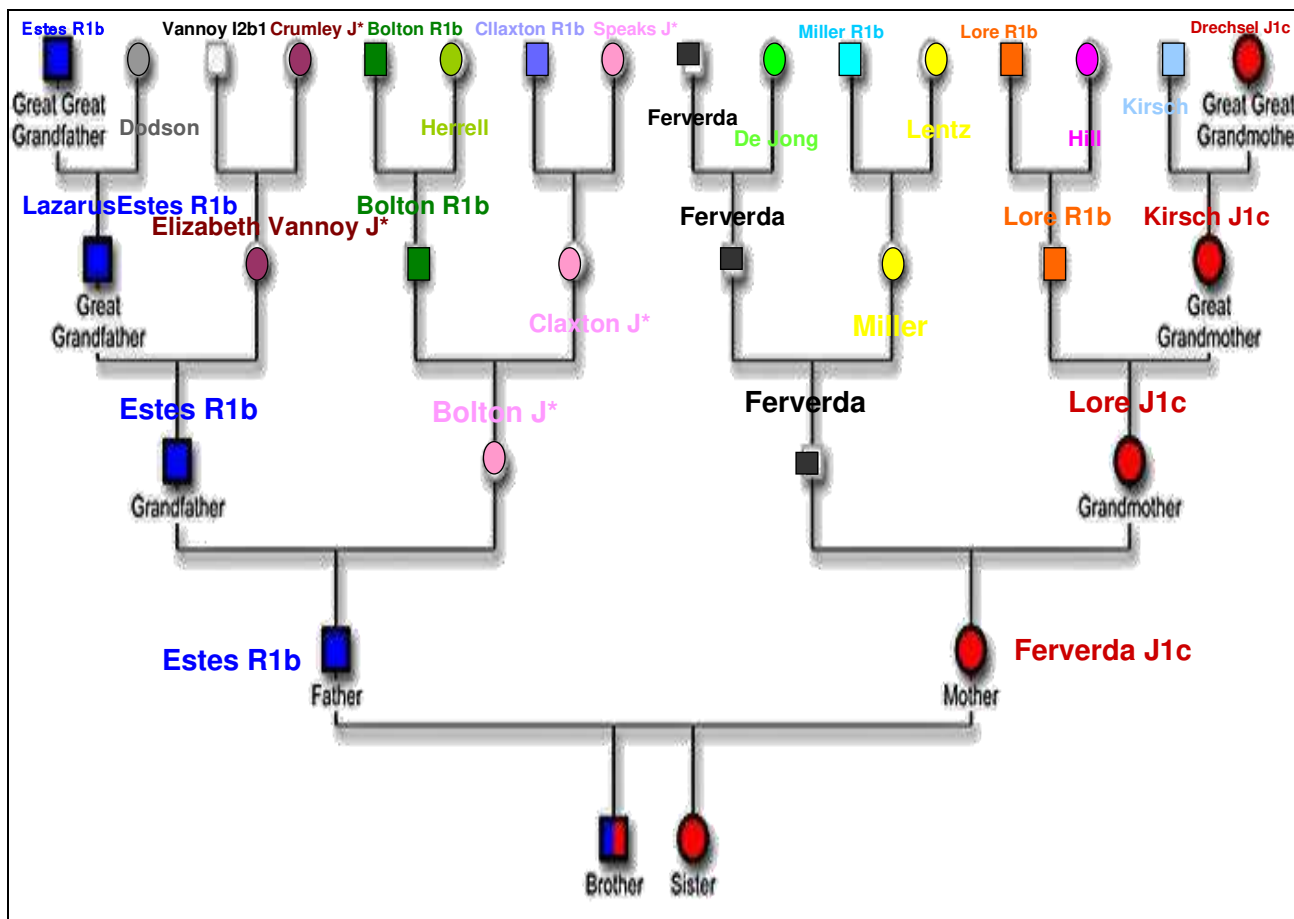 Estes R1b
Vannoy I2b1
Crumley J*
Bolton R1b
Cllaxton R1b
Speaks J*
Miller R1b
Lore R1b
Drechsel J1c
Great Great
Grandfather
Dodson
Herrell
Ferverda
De Jong
Lentz
Hill
Kirsch
Great Great
Grandmother
LazarusEstes R1b
Elizabeth Vannoy J*
Bolton R1b
Ferverda
Lore R1b
Kirsch J1c
Great
Grandfather
Claxton J*
Miller
Great
Grandmother
Estes R1b
Bolton J*
Ferverda
Lore J1c
Grandfather
Grandmother
Estes R1b
Ferverda J1c
Father
Mother
Brother
Sister